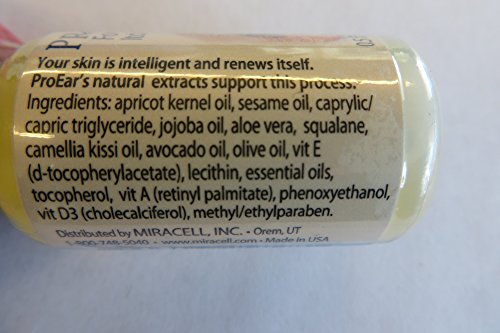 Your skin is intelligent and renews itself.
ProEar's natural extracts support this process.
Ingredients: apricot kernel oil, sesame oil, caprylic/
capric triglyceride, jojoba oil, aloe vera, squalane,
camellia kissi oil, avocado oil, olive oil, vit E
(d-tocopherylacetate), lecithin, essential oils,
tocopherol, vit A (retinyl palmitate), phenoxyethanol,
vit D3 (cholecalciferol), methyl/ethylparaben.
Distributed by MIRACELL, INC. - Orem, UT
1-800-748-5040 • www.miracell.com • Made in USA